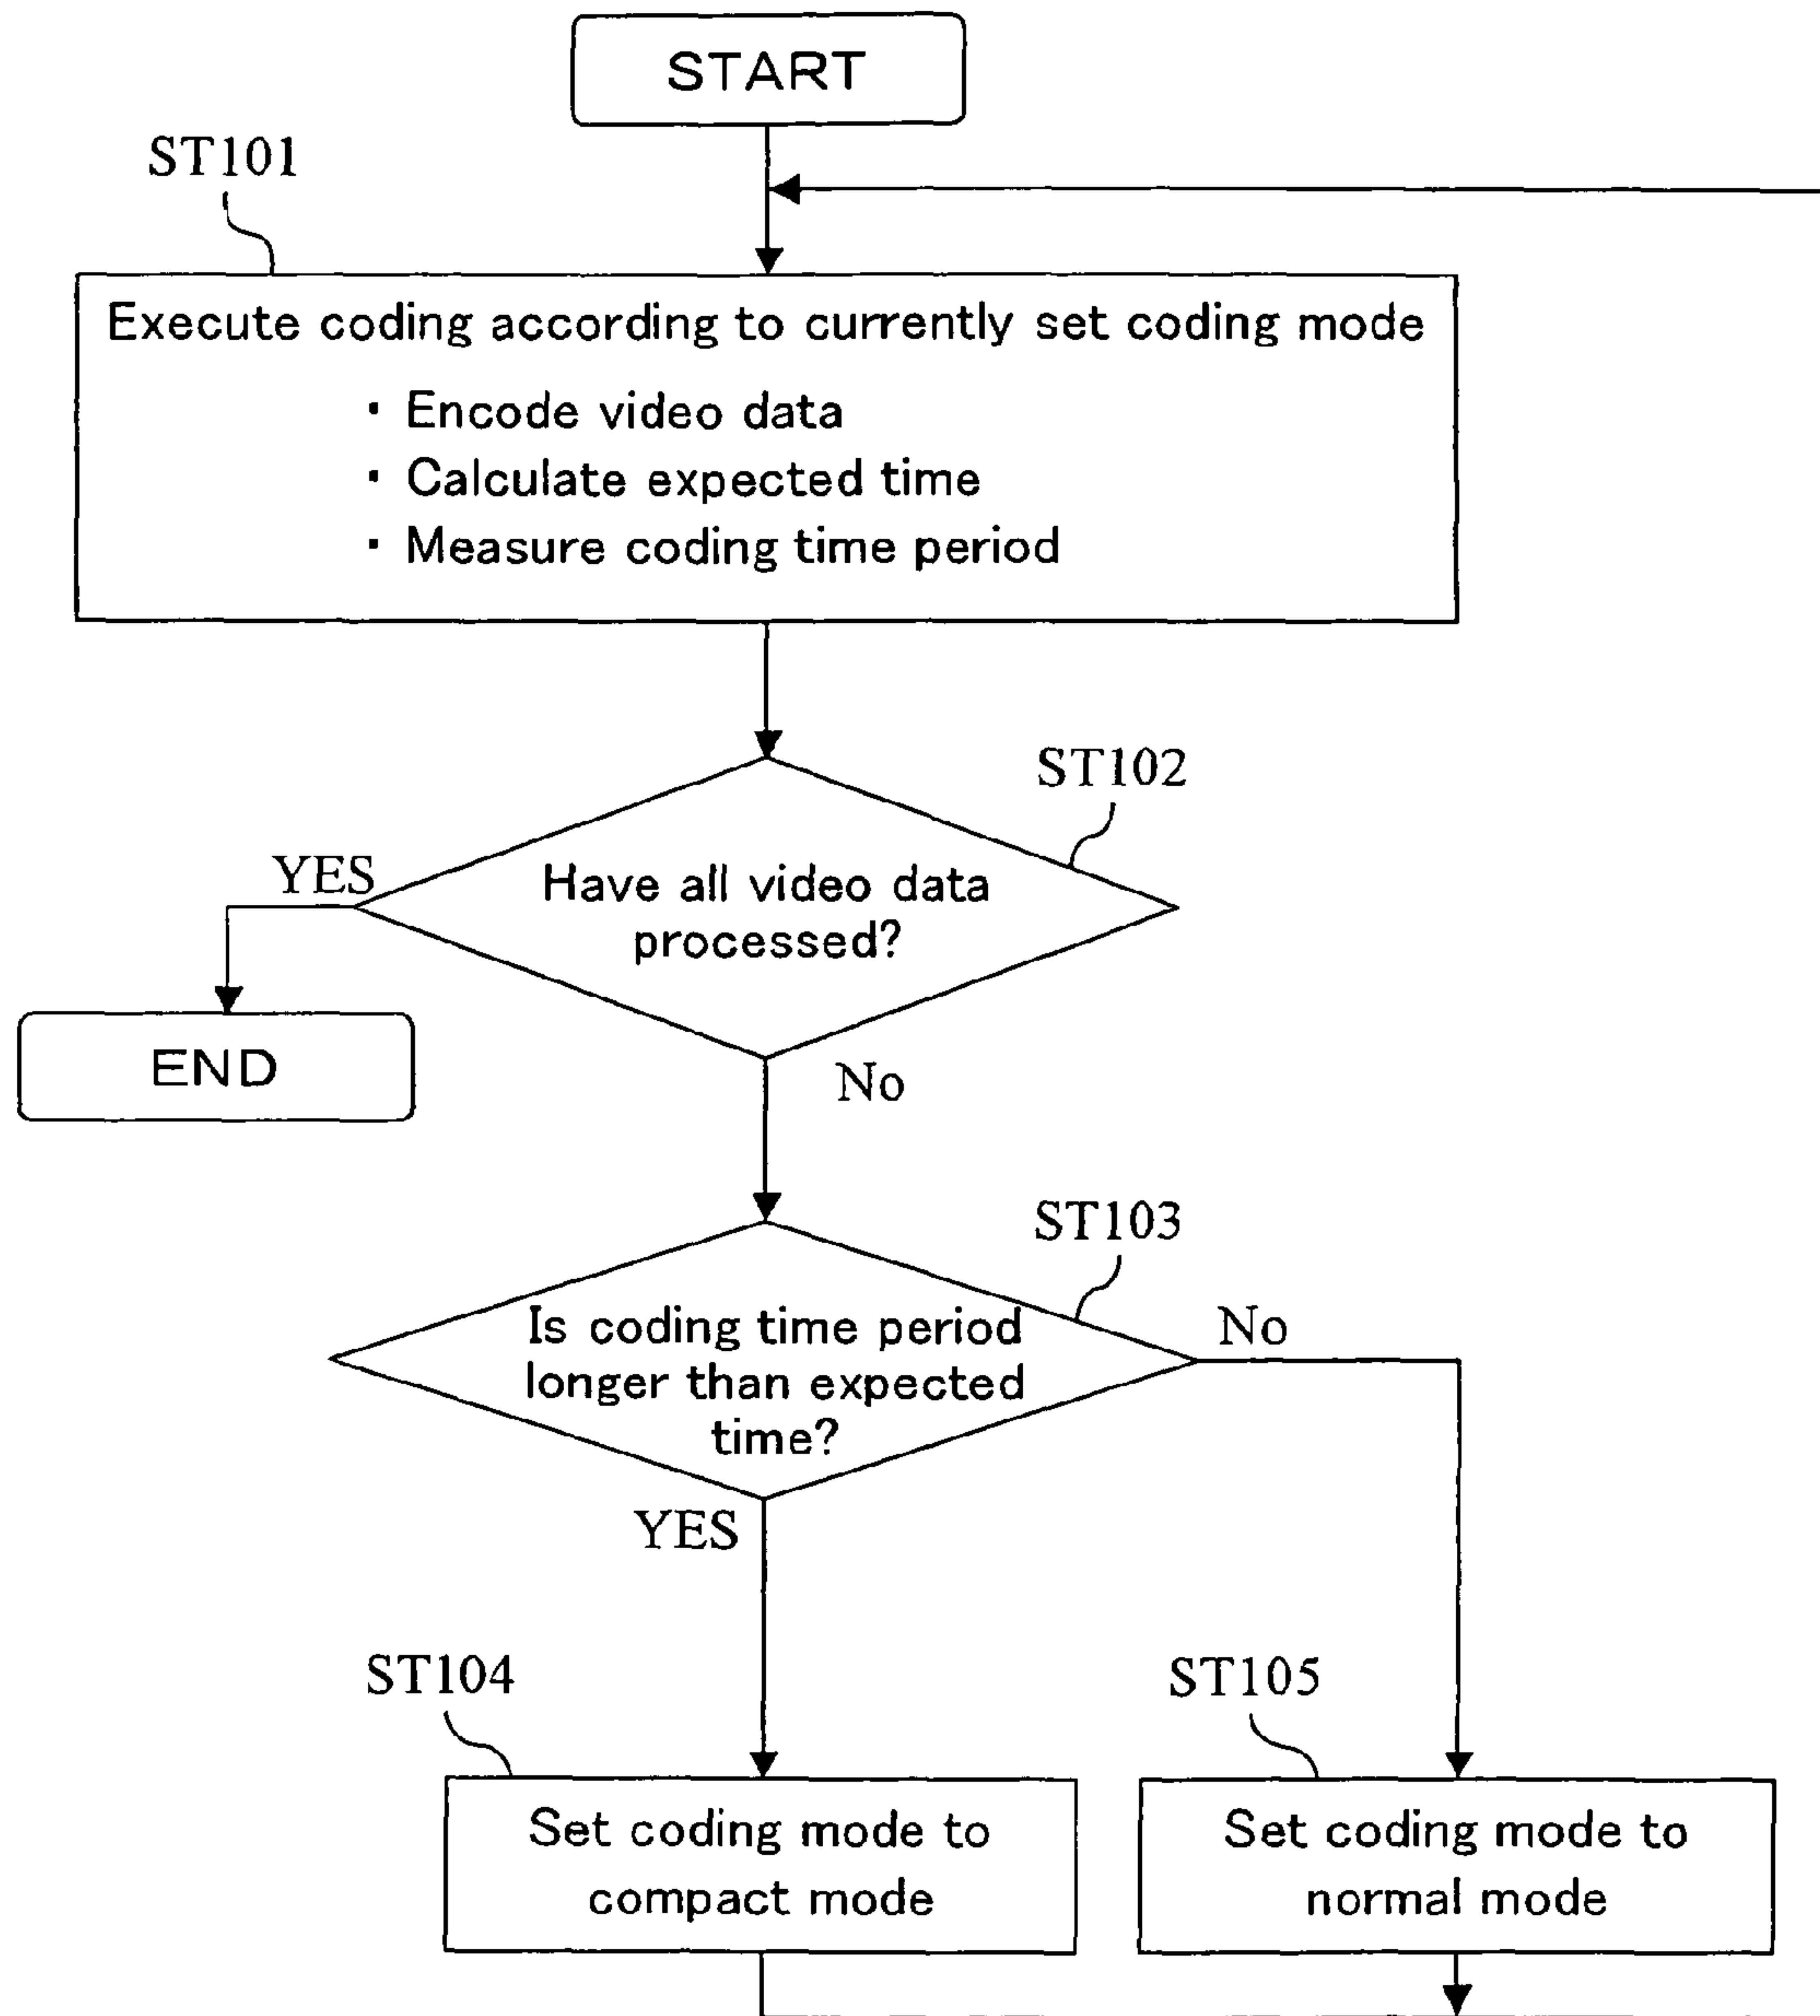 START
ST101
Execute coding according to currently set coding mode
・ Encode video data
・ Calculate expected time
・ Measure coding time period
ST102
YES
Have all video data
processed?
END
No
ST103
Is coding time period
longer than expected
time?
No
YES
ST104
ST105
Set coding mode to
compact mode
Set coding mode to
normal mode